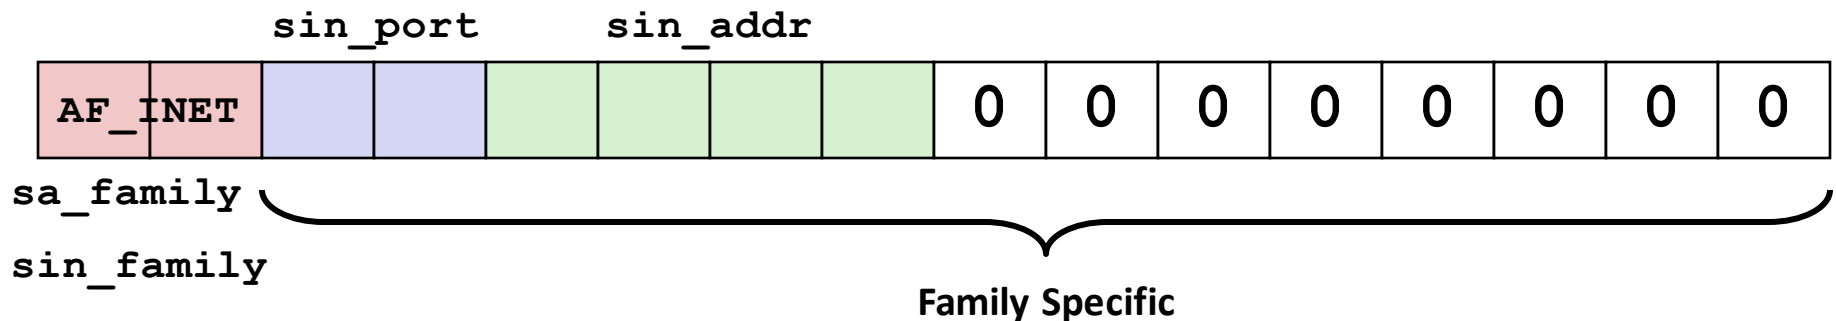 sin_port sin_addr
AF_INET 0 0 0 0 0 0 0 0
sa_family
sin_family
Family Specific